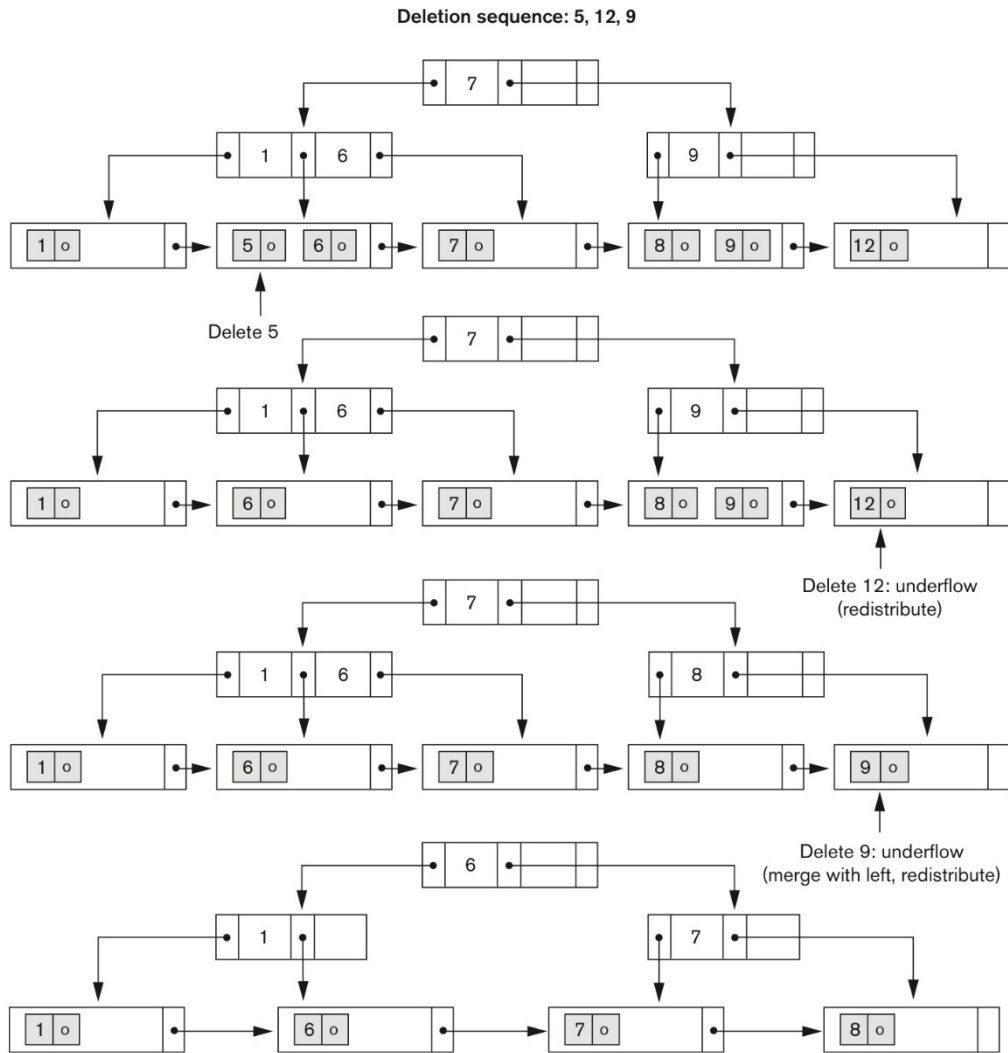 Deletion sequence: 5, 12, 9
7
1 6 9
1 o 5 o 6 o 7 o 8 o 9 o 12 o
Delete 5
7
1 6 9
1 o 6 o 7 o 8 o 9 o 12 o
Delete 12: underflow
(redistribute)
7
1 6 8
1 o 6 o 7 o 8 o 9 o
Delete 9: underflow
(merge with left, redistribute)
6
1 7
1 o 6 o 7 o 8 o